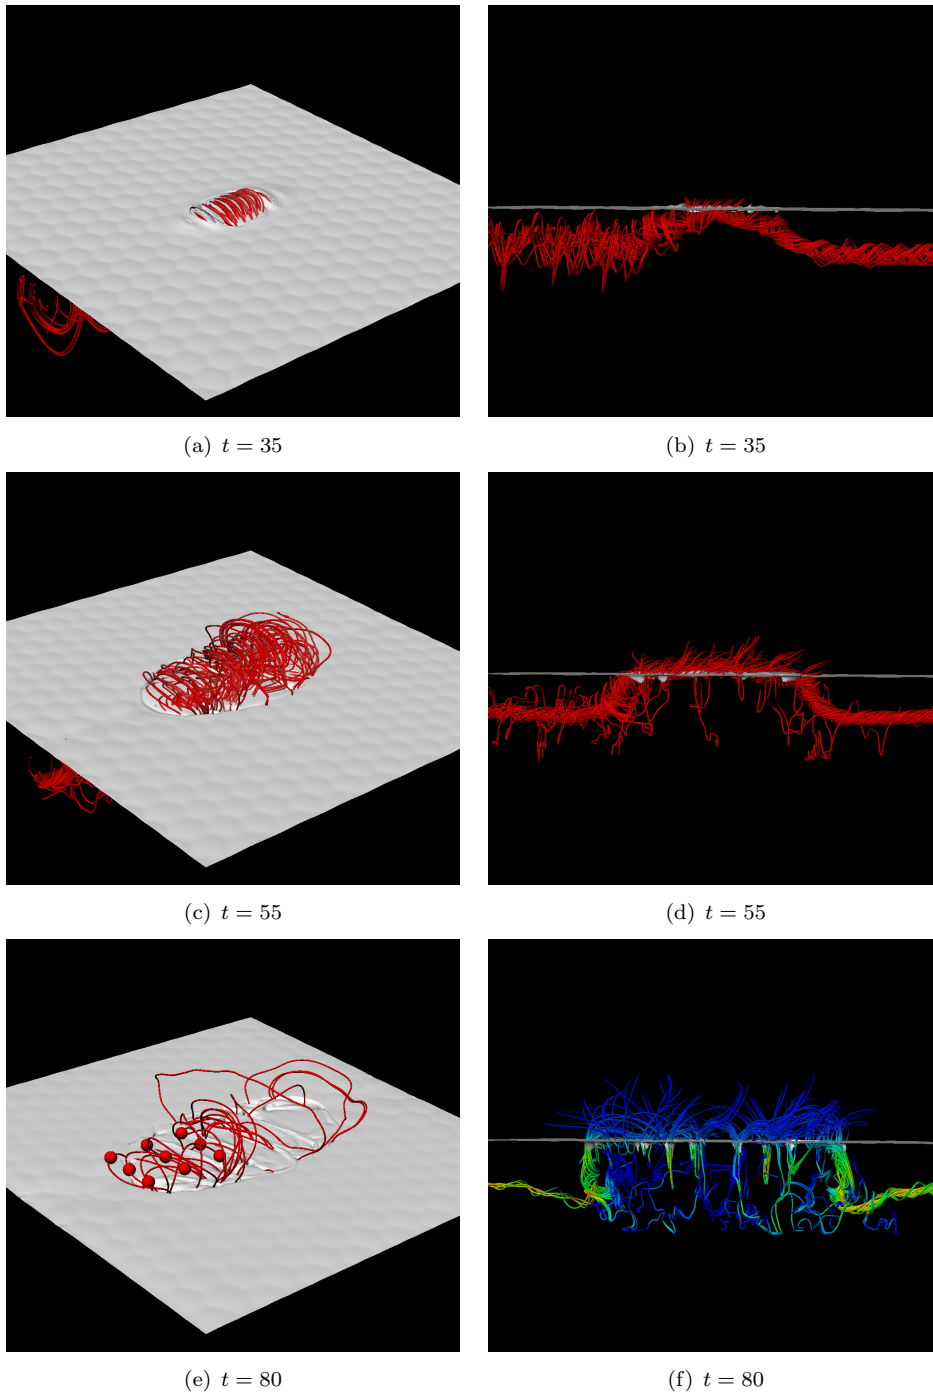 (a) t = 35
(b) t = 35
(c) t = 55
(d) t = 55
(e) t = 80
(f) t = 80